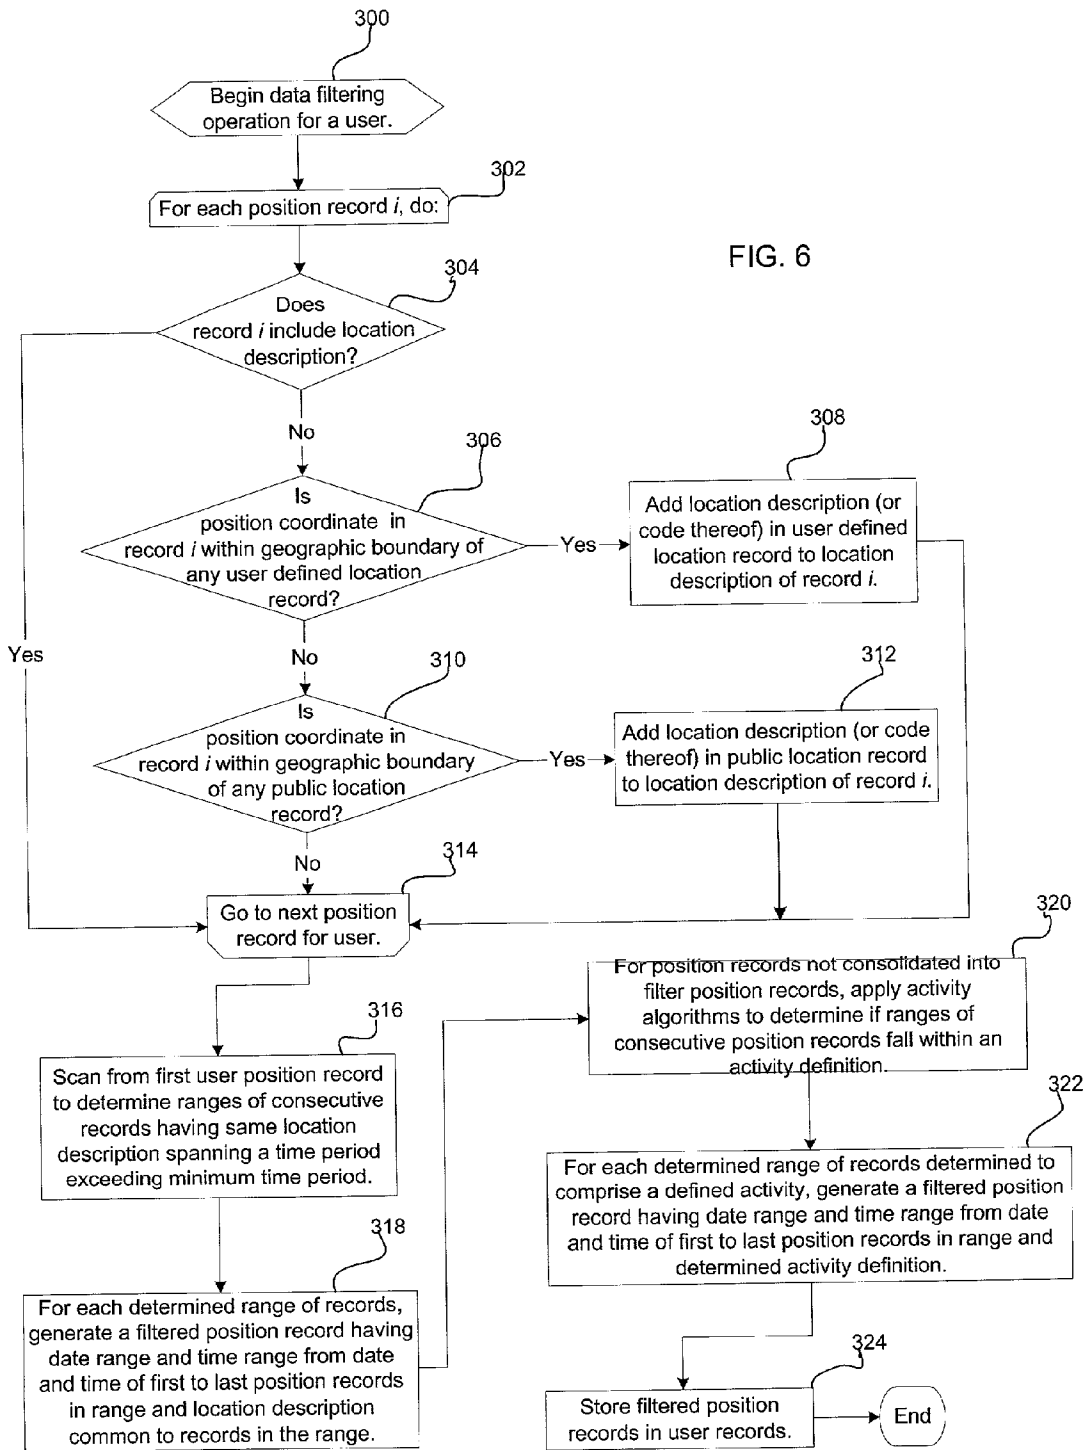 300
Begin data filtering
operation for a user.
302
For each position record i, do:
FIG. 6
304
Does
record i include location
description?
No
306
Is
position coordinate in
record i within geographic boundary of
any user defined location
record?
Yes
308
Add location description (or
code thereof) in user defined
location record to location
description of record i.
Yes
No
310
Is
position coordinate in
record i within geographic boundary
of any public location
record?
Yes
312
Add location description (or code
thereof) in public location record
to location description of record i.
No
314
Go to next position
record for user.
316
Scan from first user position record
to determine ranges of consecutive
records having same location
description spanning a time period
exceeding minimum time period.
318
For each determined range of records,
generate a filtered position record having
date range and time range from date
and time of first to last position records
in range and location description
common to records in the range.
320
For position records not consolidated into
filter position records, apply activity
algorithms to determine if ranges of
consecutive position records fall within an
activity definition.
322
For each determined range of records determined to
comprise a defined activity, generate a filtered position
record having date range and time range from date
and time of first to last position records in range and
determined activity definition.
324
Store filtered position
records in user records.
End